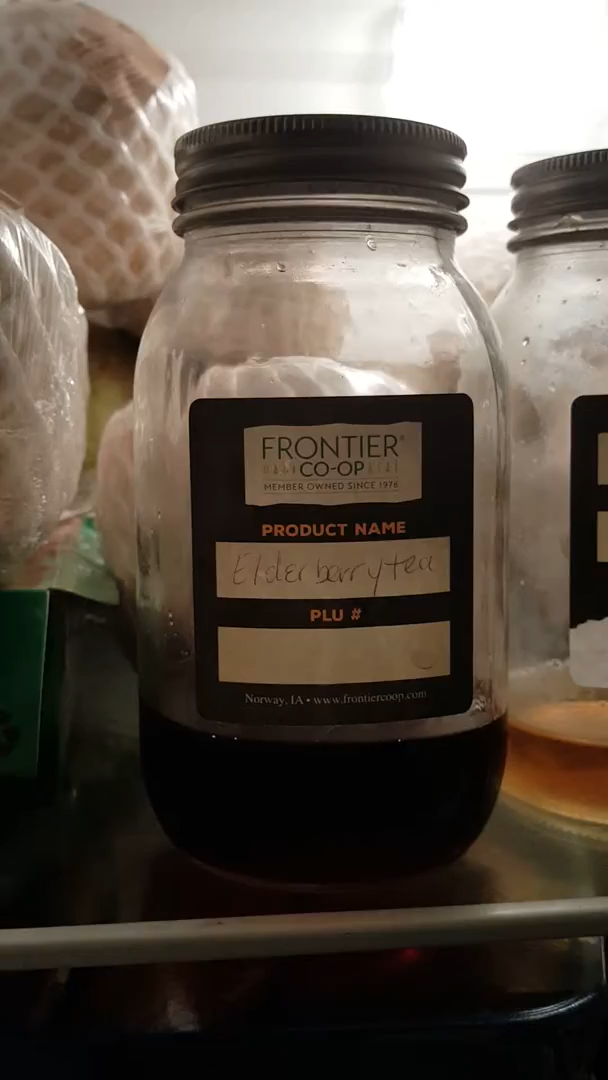 FRONTIER®
CO-OP
MEMBER OWNED SINCE 1976
PRODUCT NAME
Elderberry tea
PLU #
Norway, IA • www.frontiercoop.com